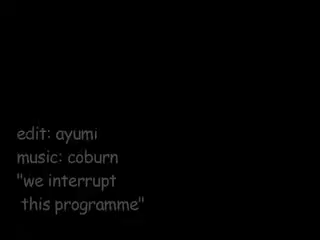 edit: ayumi
music: coburn
"we interrupt
this programme"